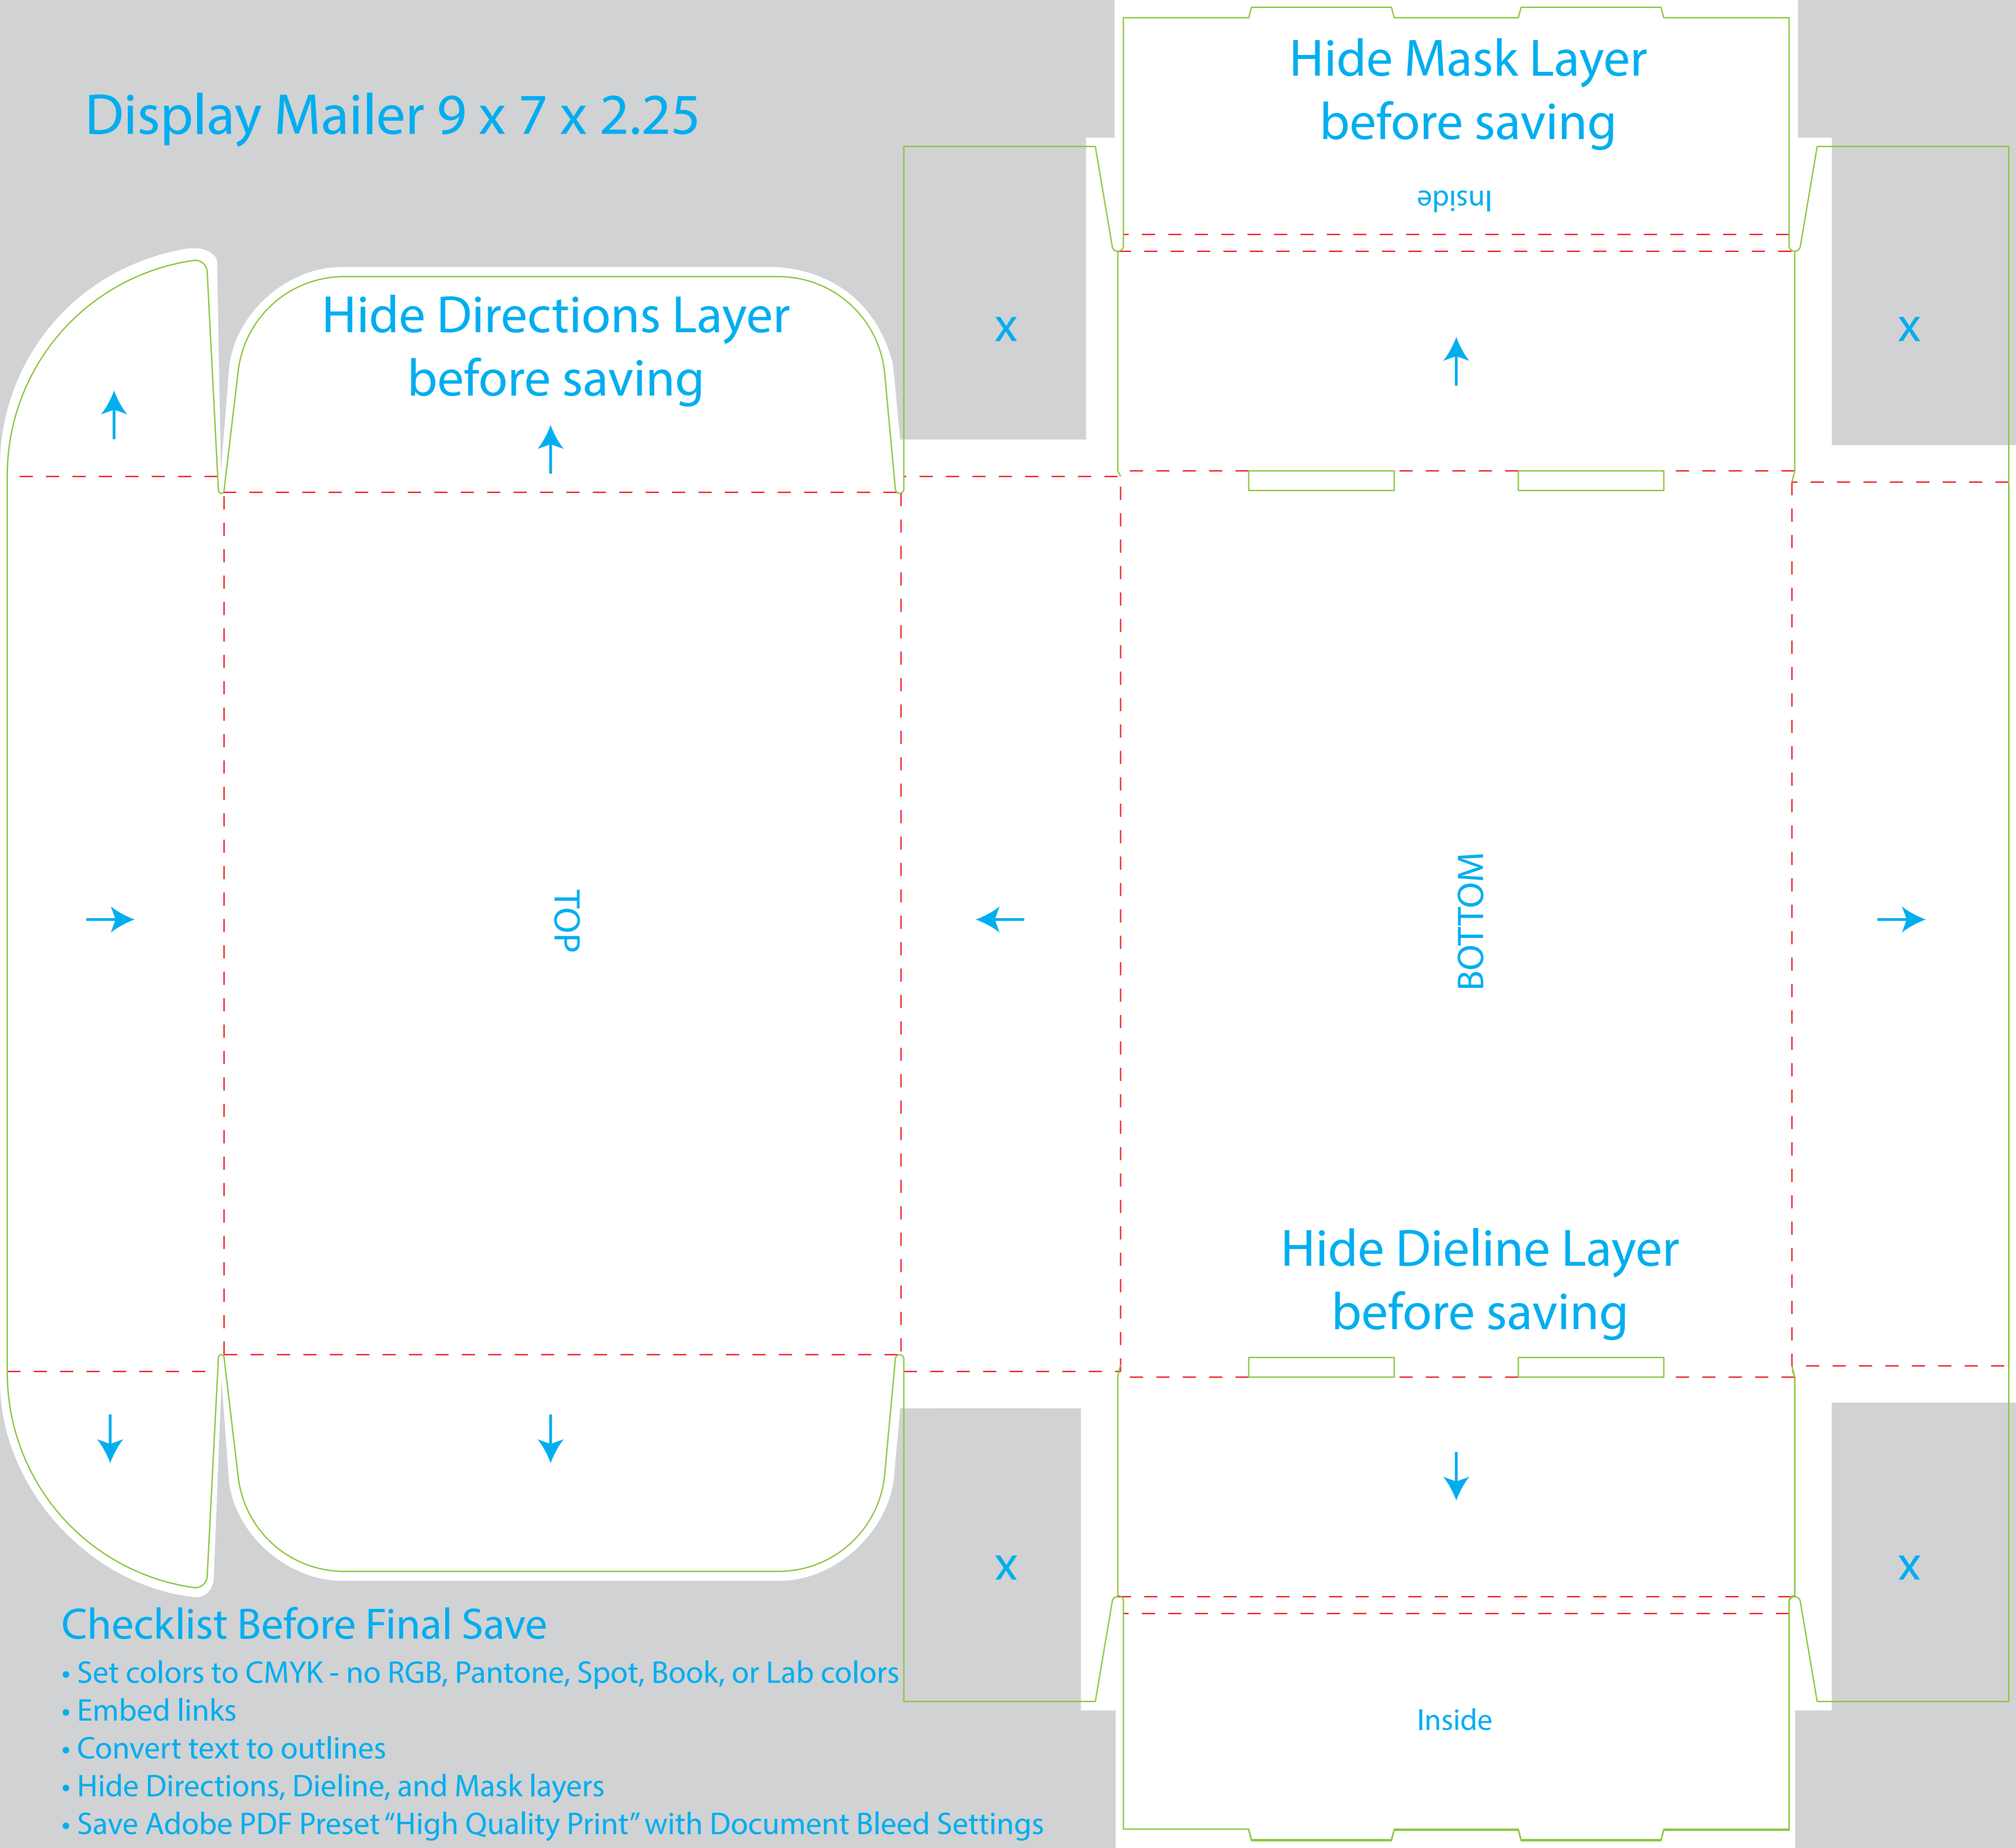 Display Mailer 9 x 7 x 2.25
Hide Mask Layer
before saving
Inside
Hide Directions Layer
before saving
x
x
TOP
BOTTOM
Hide Dieline Layer
before saving
x
x
Checklist Before Final Save
• Set colors to CMYK - no RGB, Pantone, Spot, Book, or Lab colors
• Embed links
• Convert text to outlines
• Hide Directions, Dieline, and Mask layers
• Save Adobe PDF Preset “High Quality Print” with Document Bleed Settings
Inside